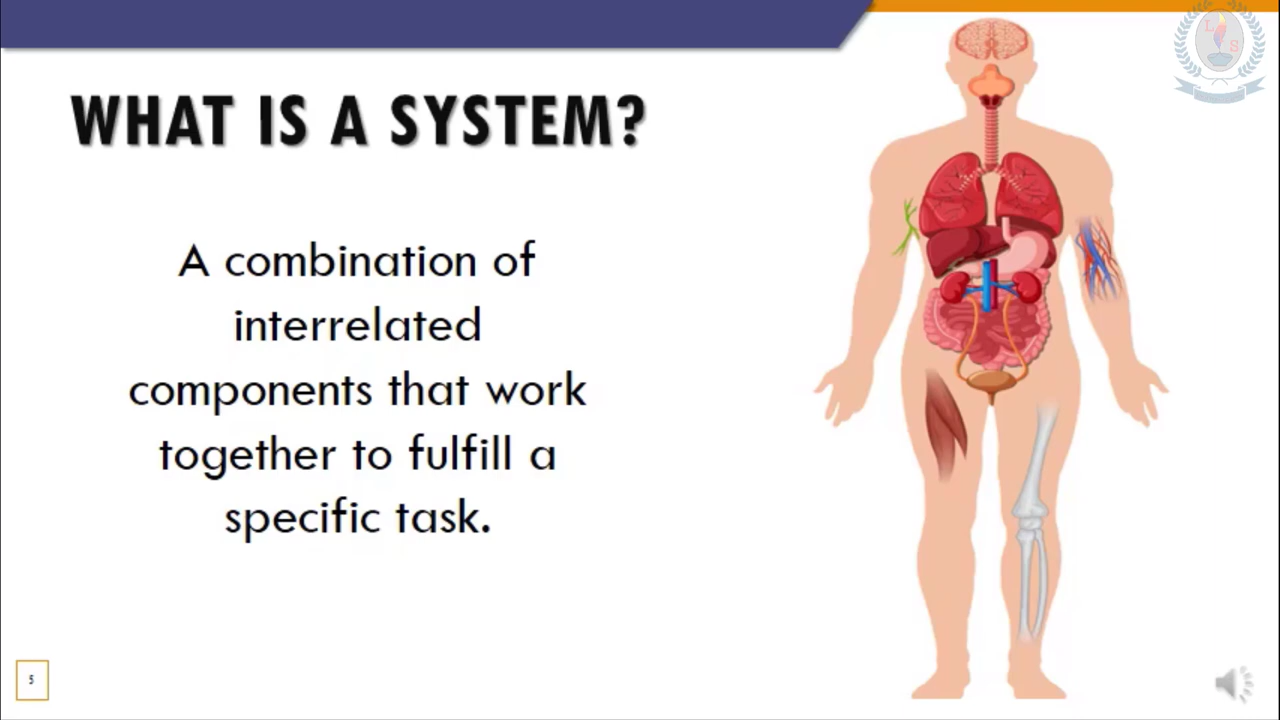 WHAT IS A SYSTEM?
A combination of
interrelated
components that work
together to fulfill a
specific task.
5
L
S